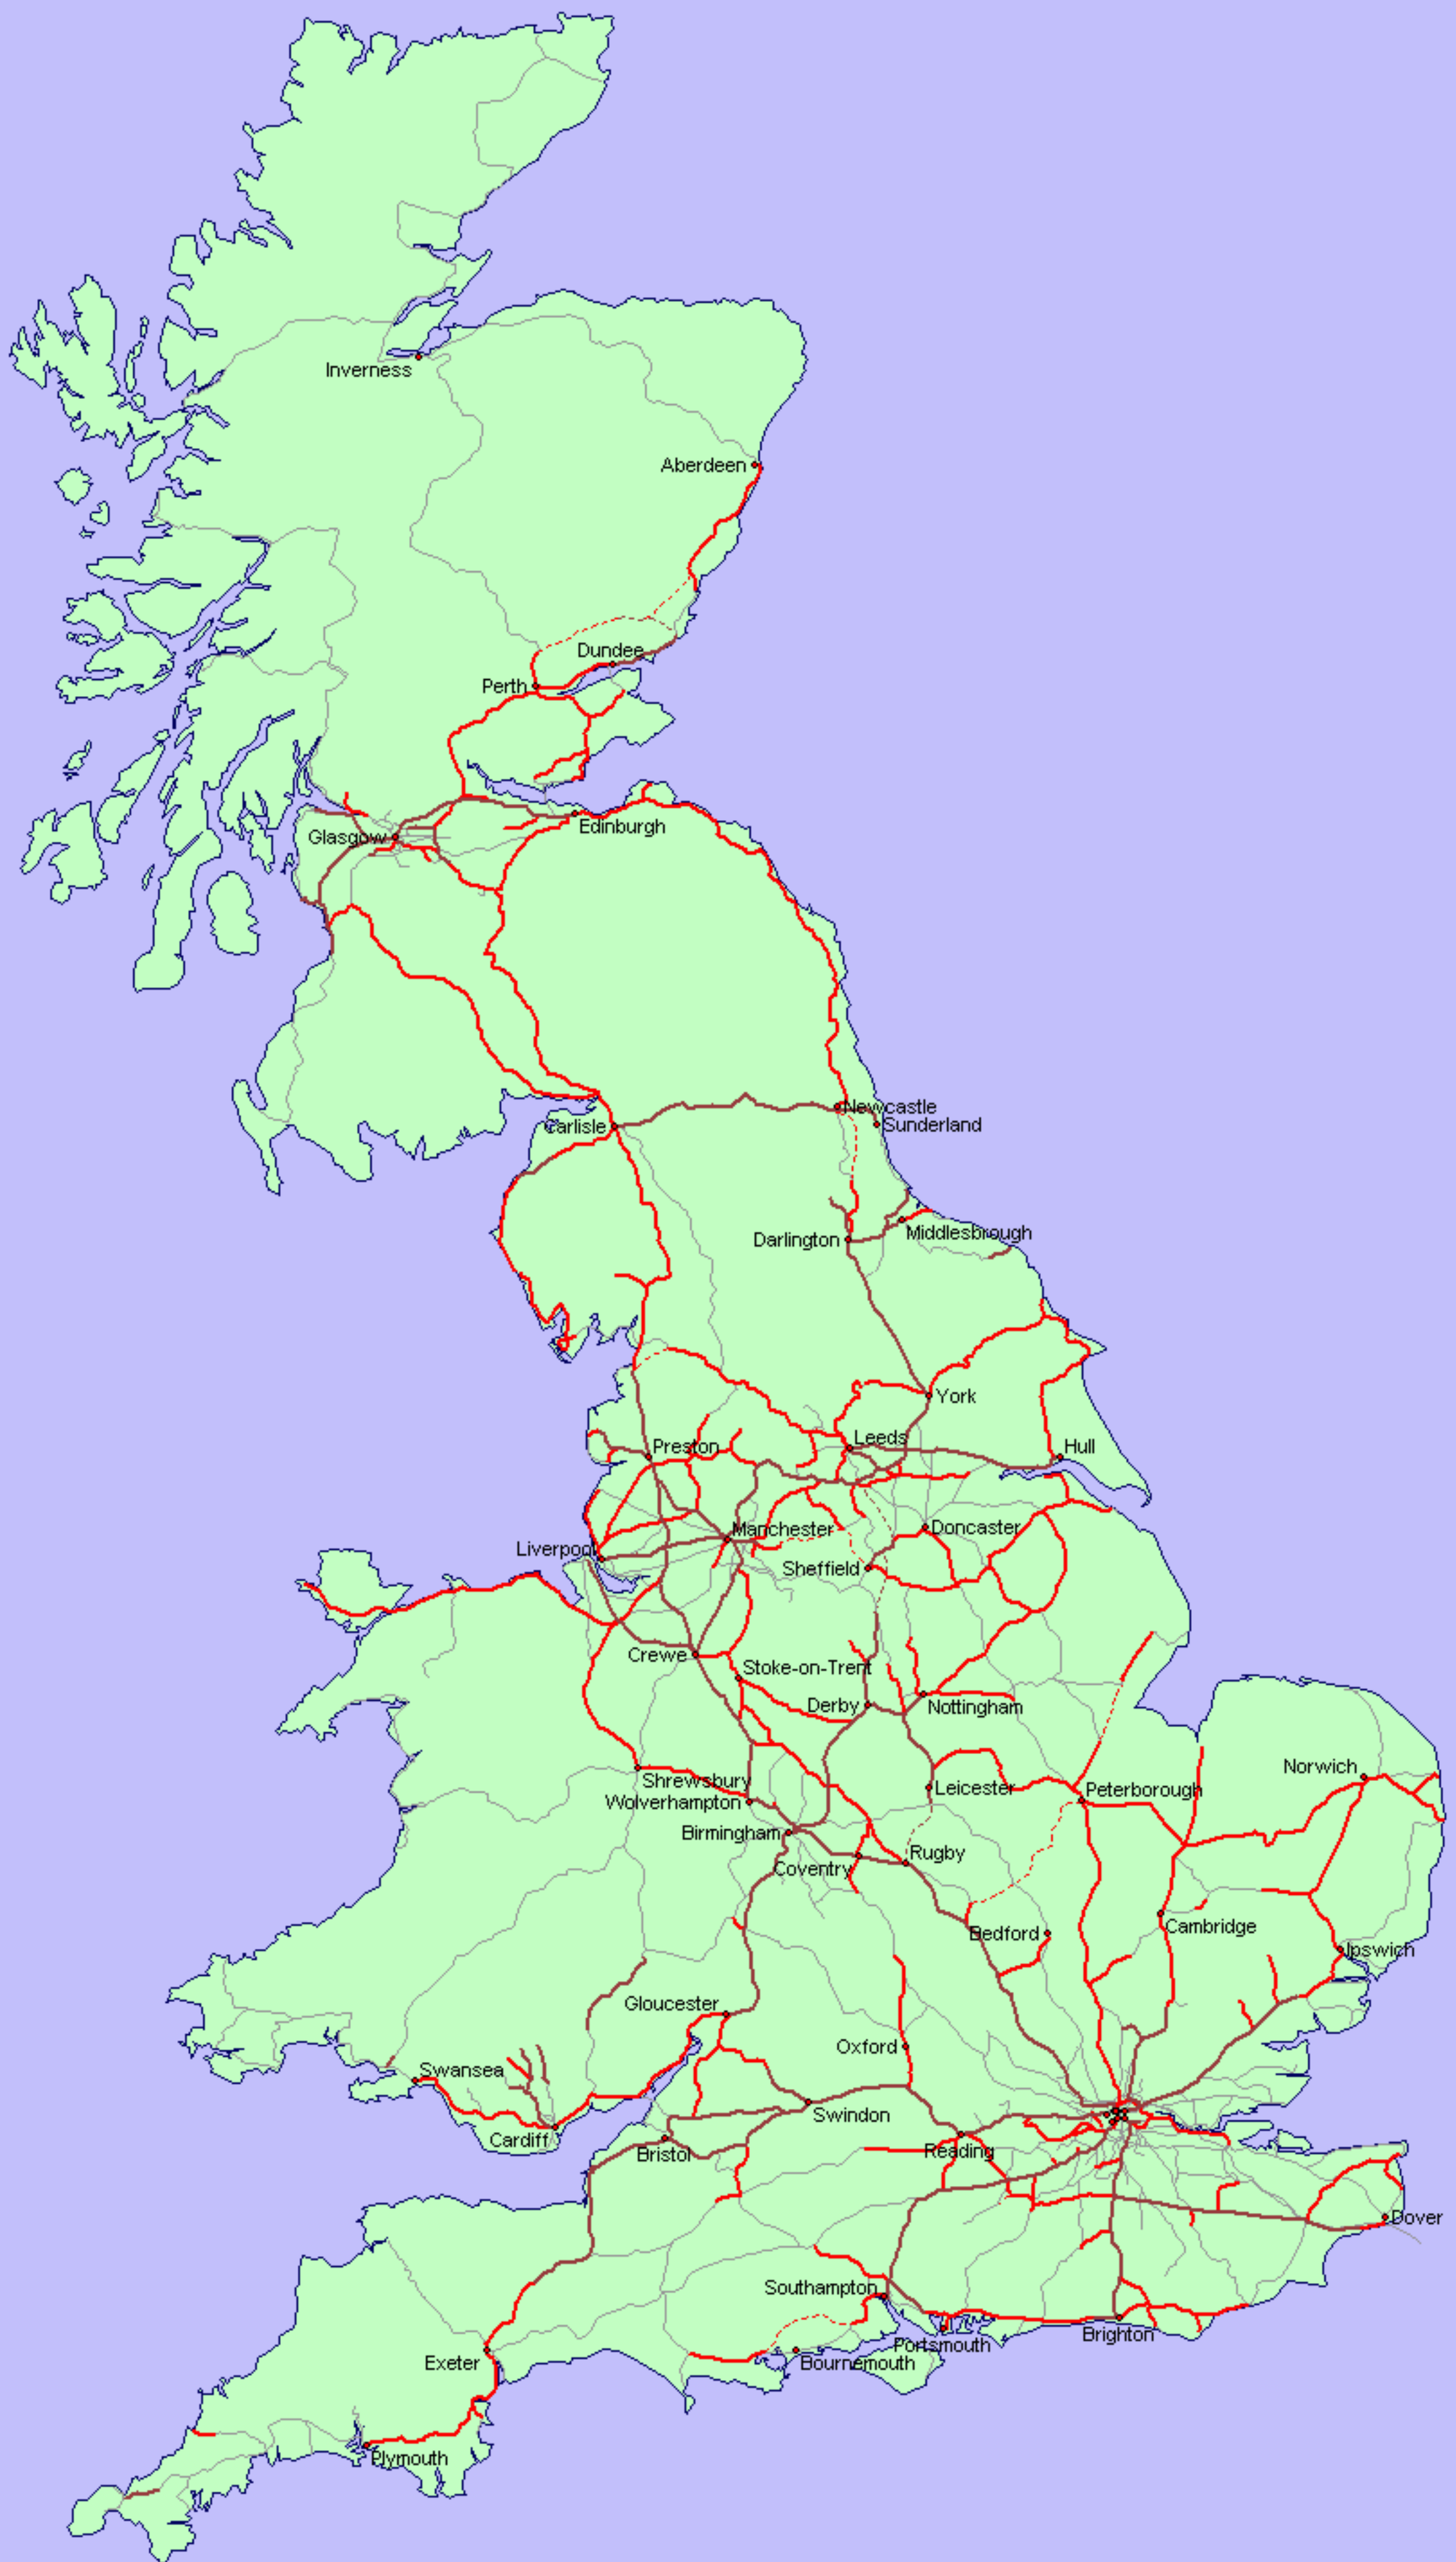 Inverness
Aberdeen
Dundee
Perth
Edinburgh
Glasgow
Newcastle
Sunderland
Carlisle
Middlesbrough
Darlington
York
Leeds
Hull
Preston
Doncaster
Manchester
Liverpool
Sheffield
Crewe
Stoke-on-Trent
Derby
Nottingham
Norwich
Shrewsbury
Leicester
Peterborough
Wolverhampton
Birmingham
Rugby
Coventry
Cambridge
Bedford
Ipswich
Gloucester
Oxford
Swansea
Swindon
Cardiff
Reading
Bristol
Dover
Southampton
Brighton
Portsmouth
Exeter
Bournemouth
Plymouth